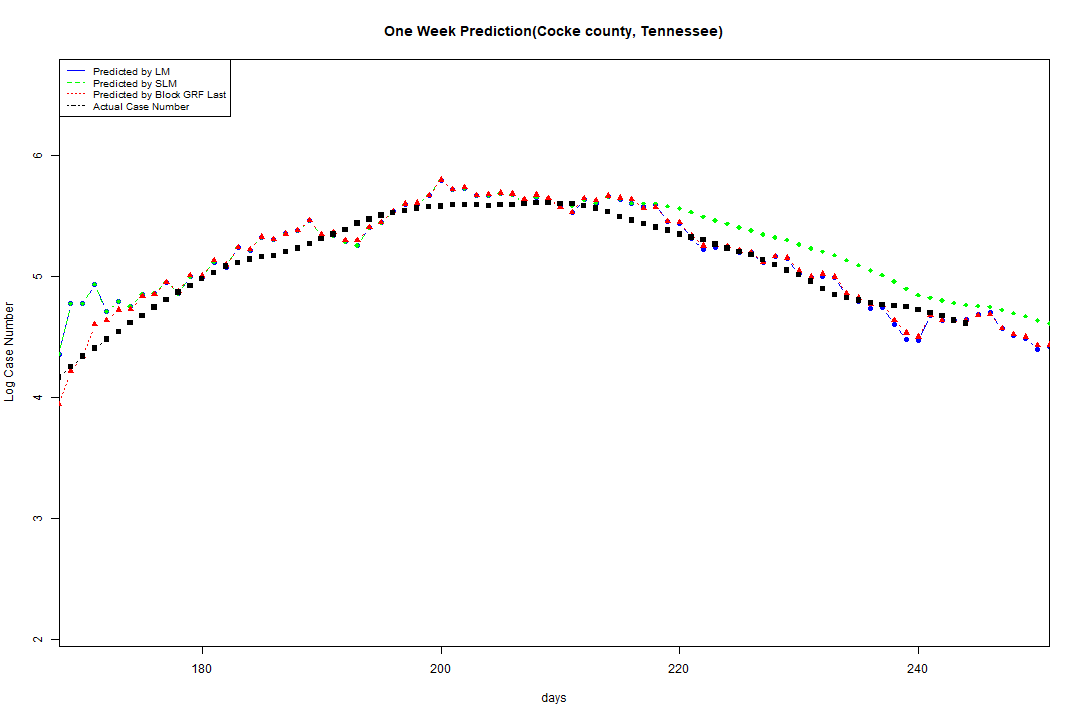 One Week Prediction(Cocke county, Tennessee)
Predicted by LM
Predicted by SLM
Predicted by Block GRF Last
Actual Case Number
6
5
4
3
2
Log Case Number
180 200 220 240
days